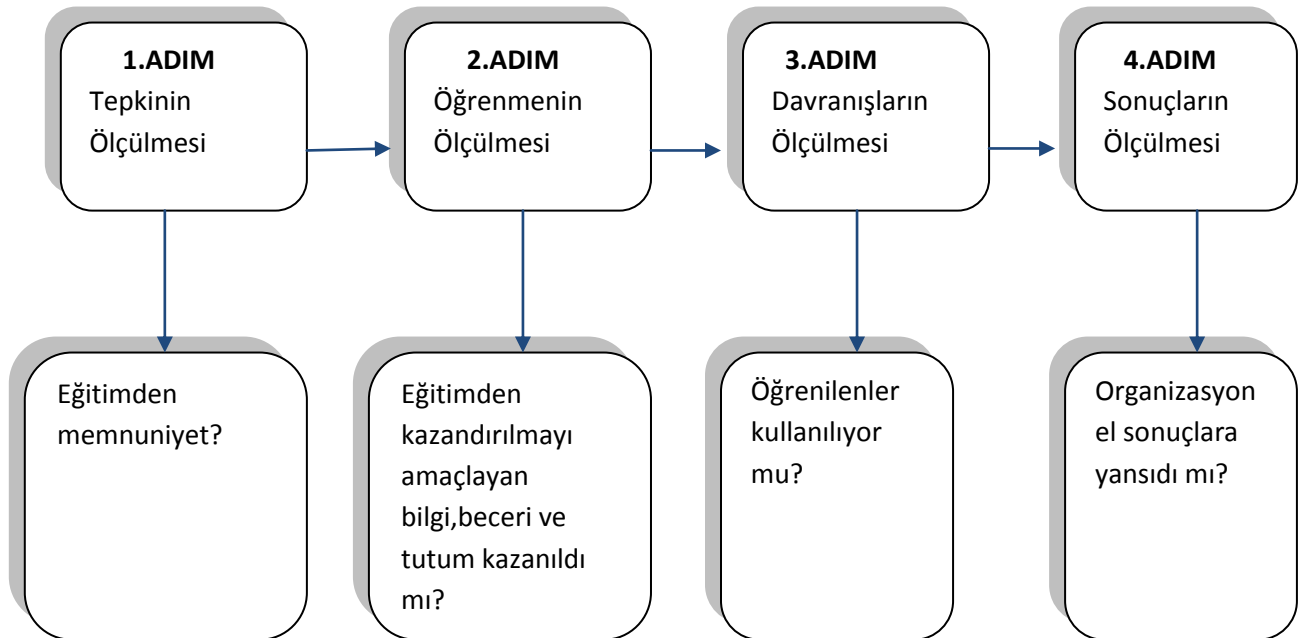 1.ADIM
Tepkinin
Ölçülmesi
2.ADIM
Öğrenmenin
Ölçülmesi
3.ADIM
Davranışların
Ölçülmesi
4.ADIM
Sonuçların
Ölçülmesi
Eğitimden
memnuniyet?
Eğitimden
kazandırılmayı
amaçlayan
bilgi,beceri ve
tutum kazanıldı
mı?
Öğrenilenler
kullanılıyor
mu?
Organizasyon
el sonuçlara
yansıdı mı?